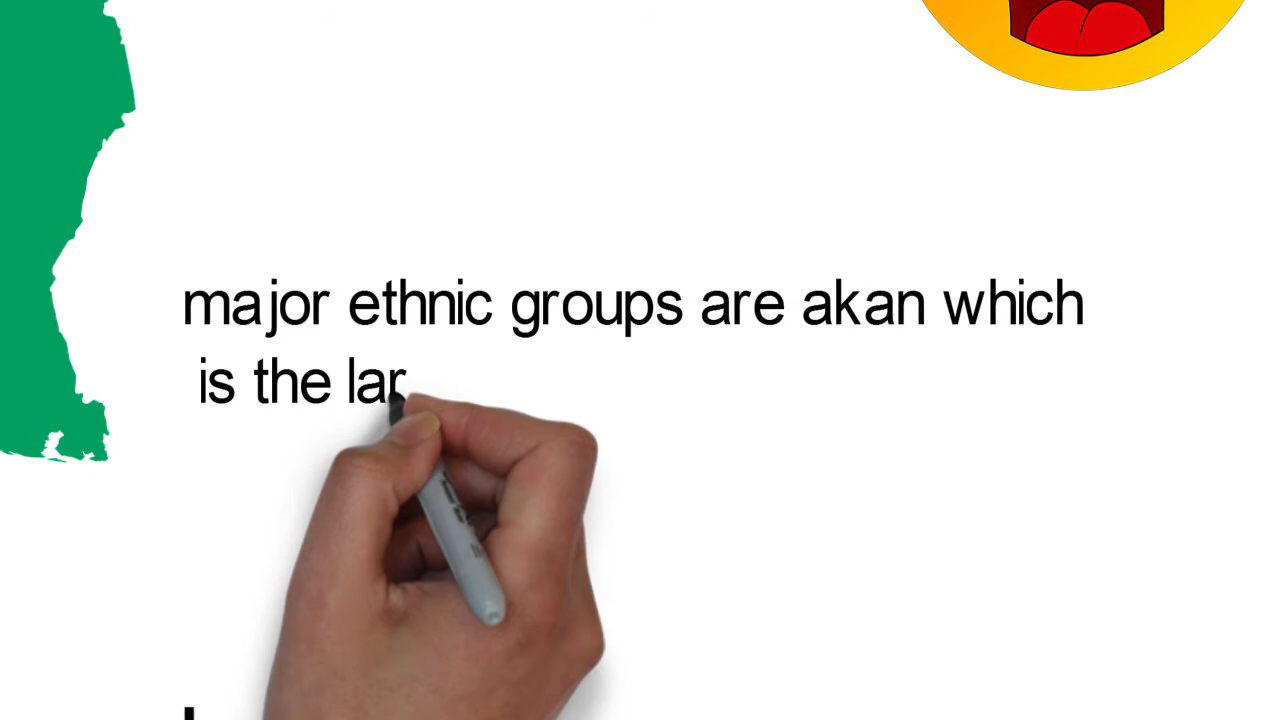 major ethnic groups are akan which
is the lar